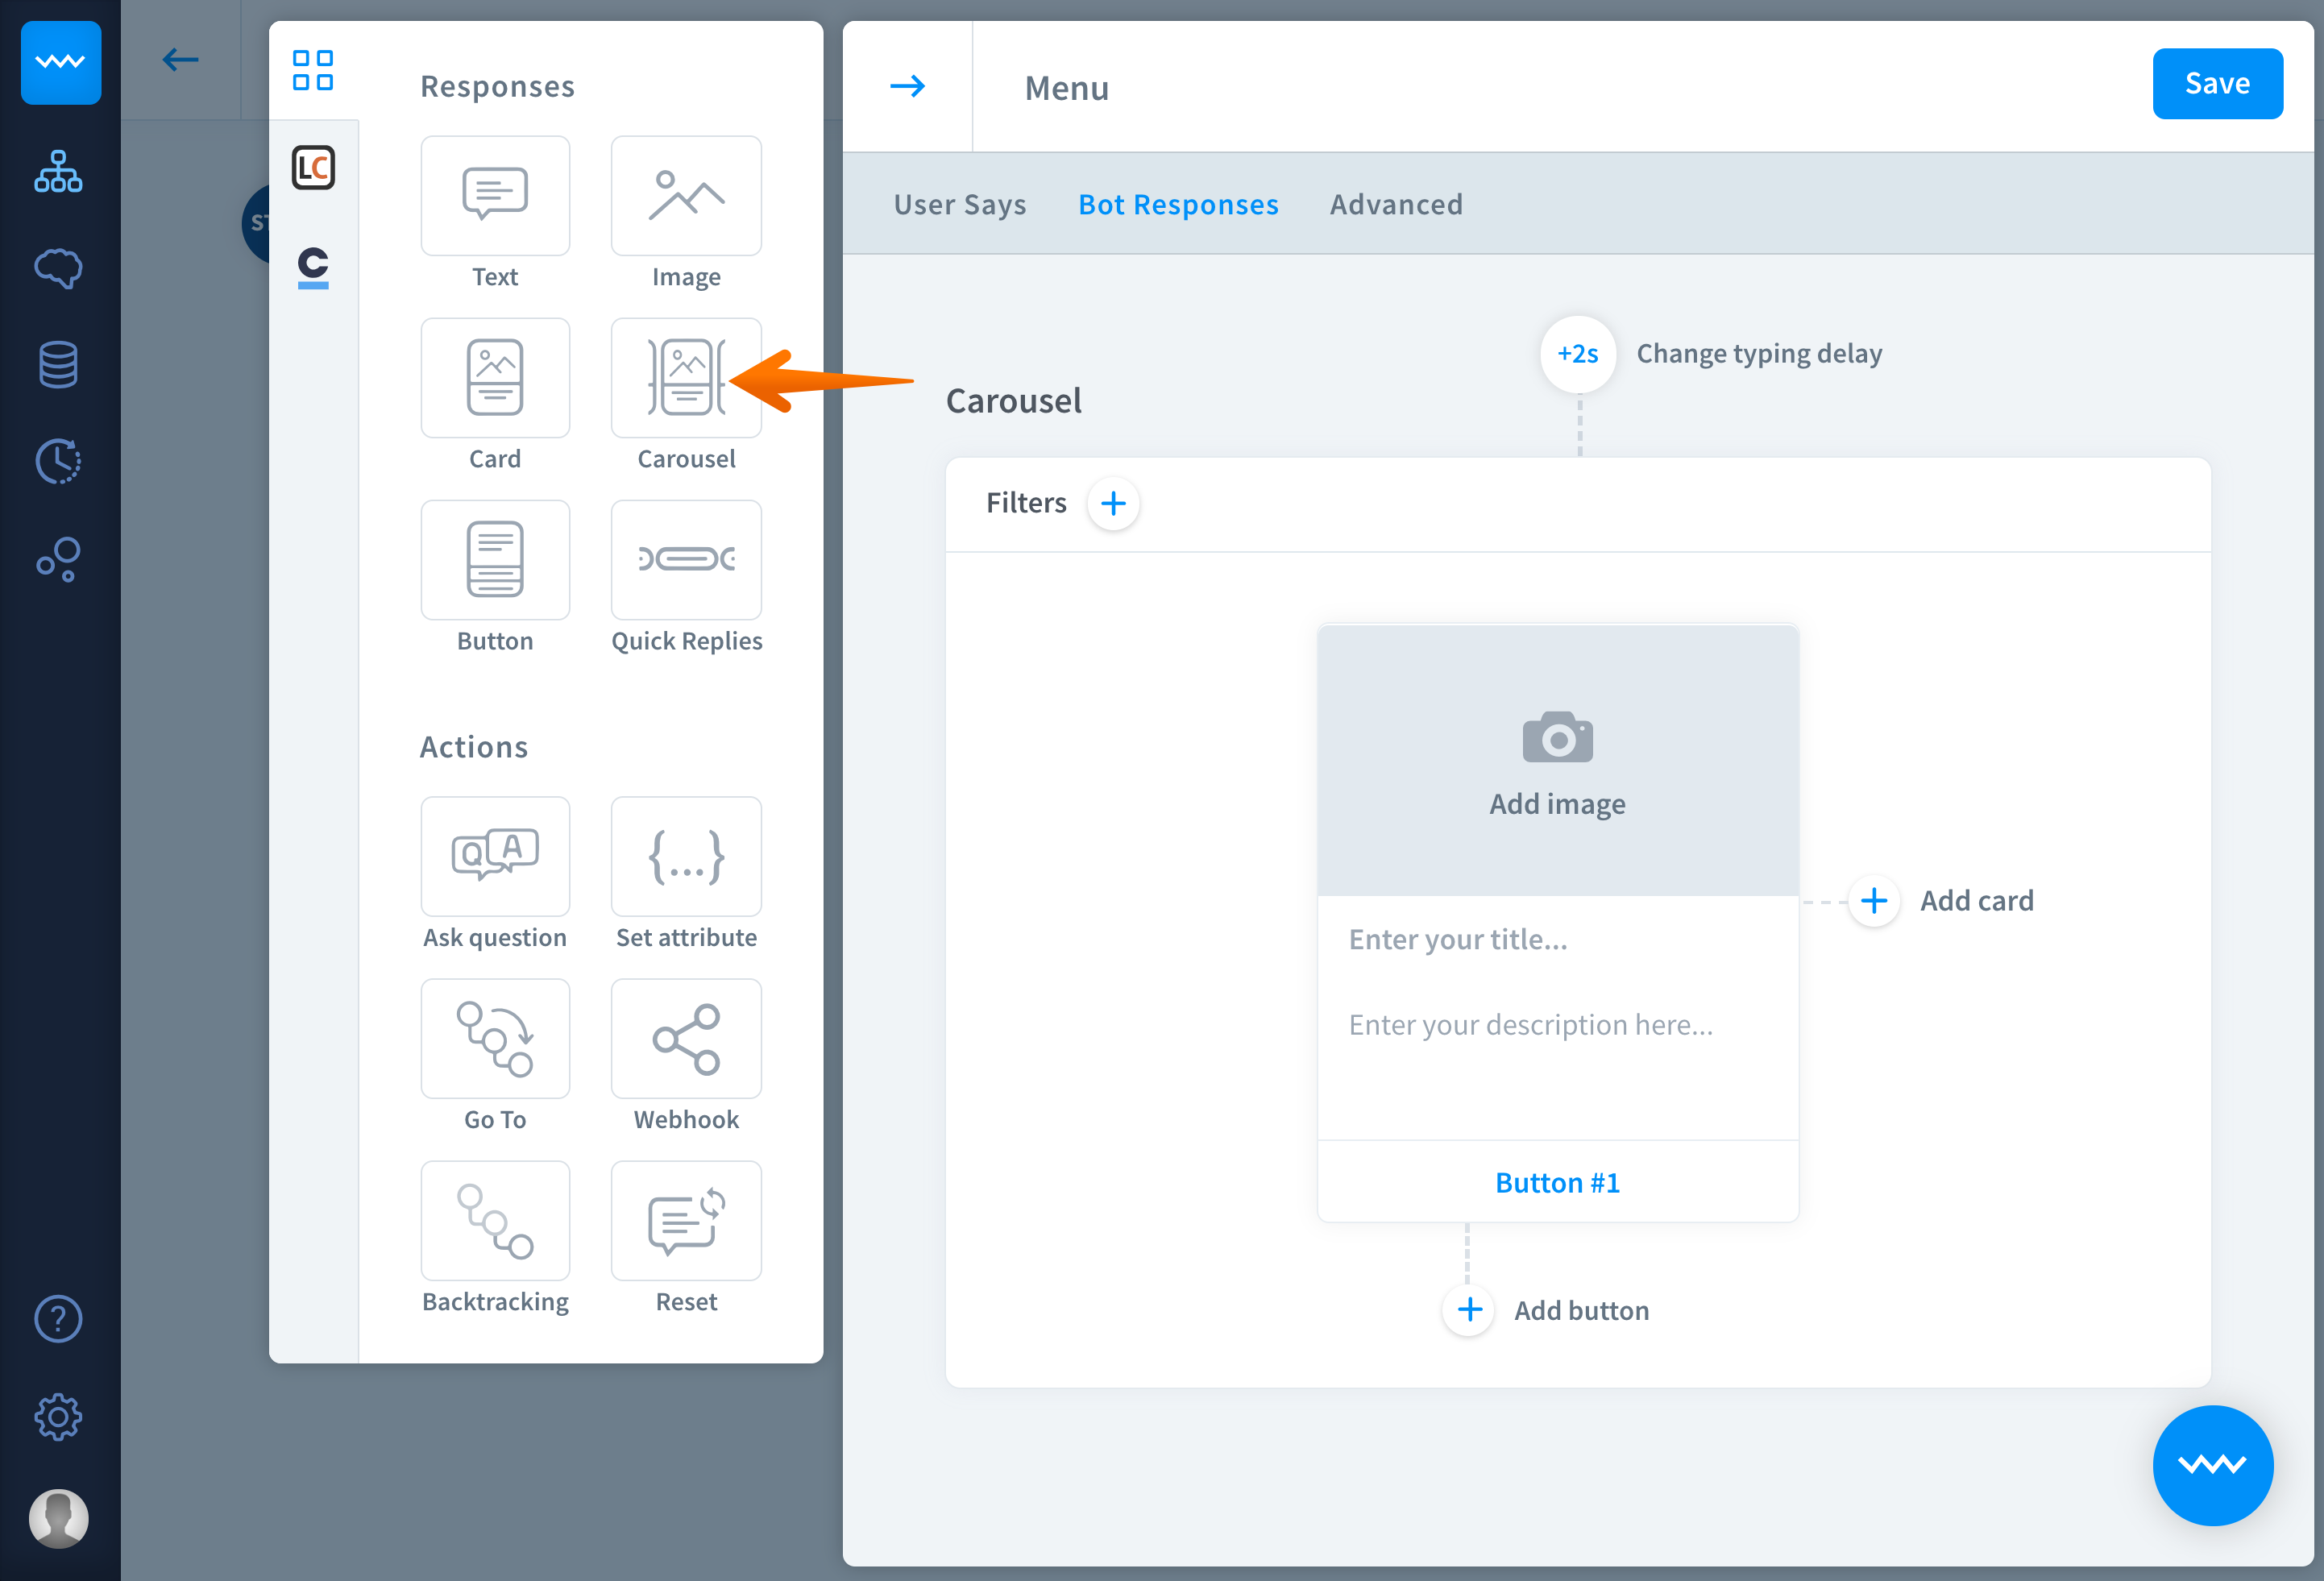 ST
LC
C
Responses
Text
Image
Card
Carousel
Button
Quick Replies
Actions
Q A
{...}
Ask question
Set attribute
Go To
Webhook
Backtracking
Reset
?
Menu
Save
User Says
Bot Responses
Advanced
+2s
Change typing delay
Carousel
Filters
Add image
Enter your title...
Enter your description here...
Button #1
Add card
Add button